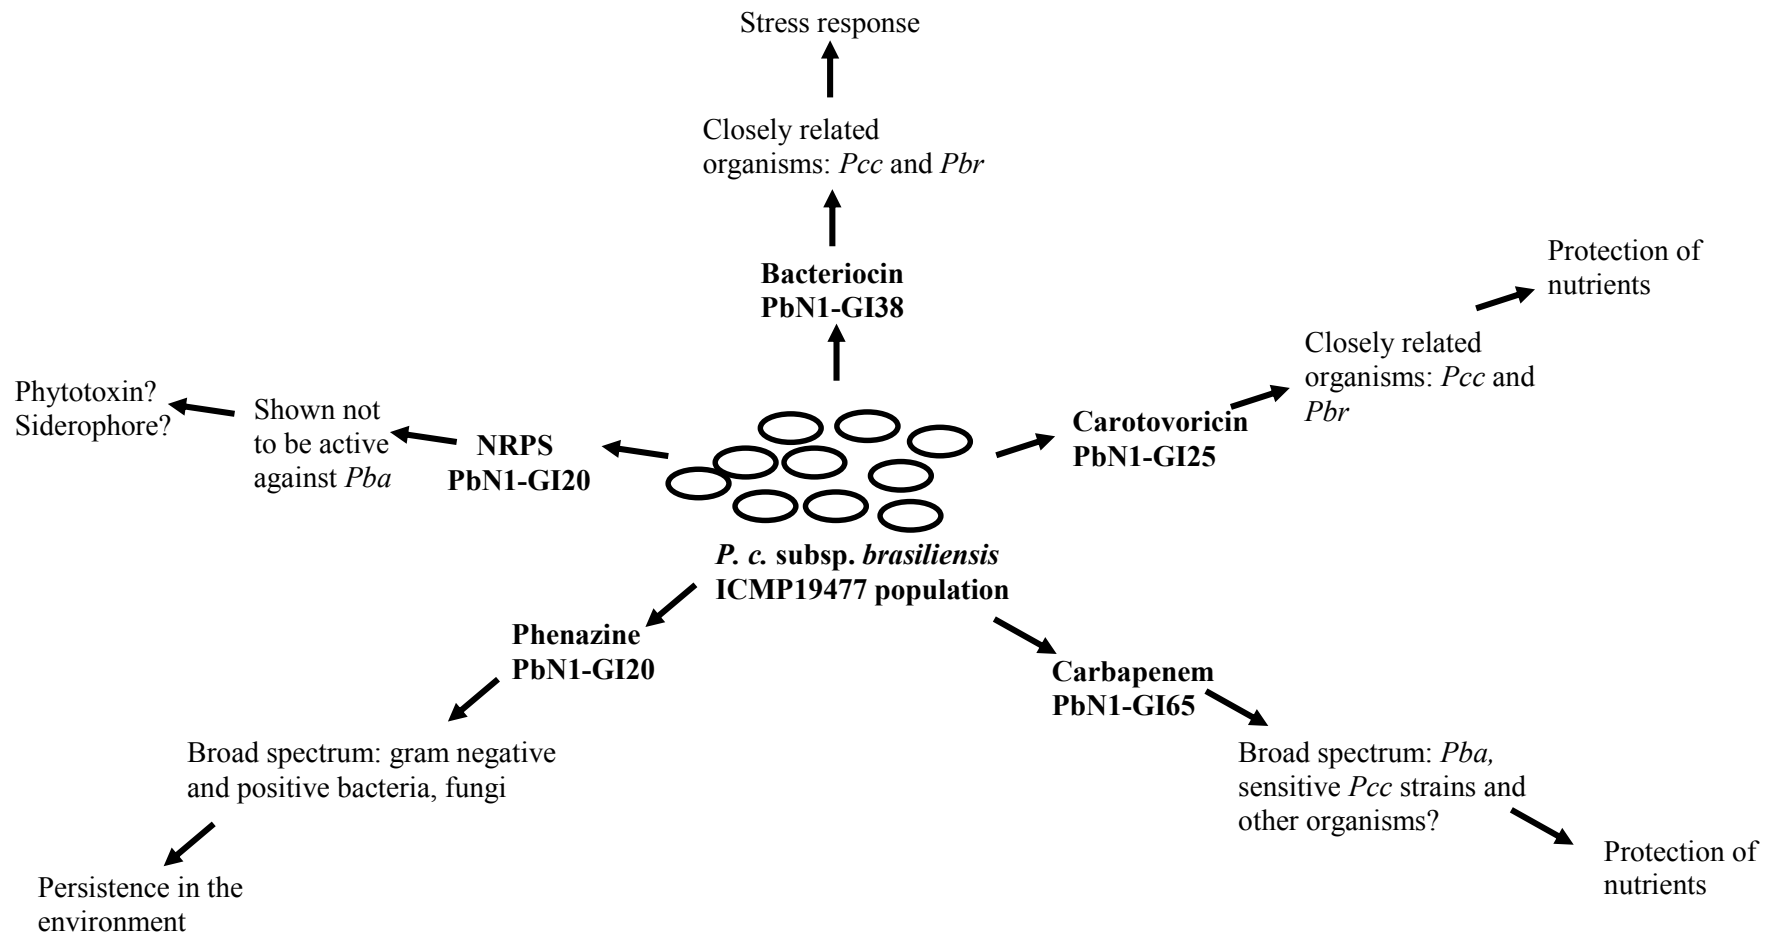 Stress response
Closely related
organisms: Pcc and Pbr
Bacteriocin
PbN1-GI38
Protection of
nutrients
Closely related
organisms: Pcc and
Pbr
Carotovoricin
PbN1-GI25
Phytotoxin?
Siderophore?
Shown not
to be active
against Pba
NRPS
PbN1-GI20
P. c. subsp. brasiliensis
ICMP19477 population
Phenazine
PbN1-GI20
Broad spectrum: gram negative
and positive bacteria, fungi
Persistence in the
environment
Carbapenem
PbN1-GI65
Broad spectrum: Pba,
sensitive Pcc strains and
other organisms?
Protection of
nutrients